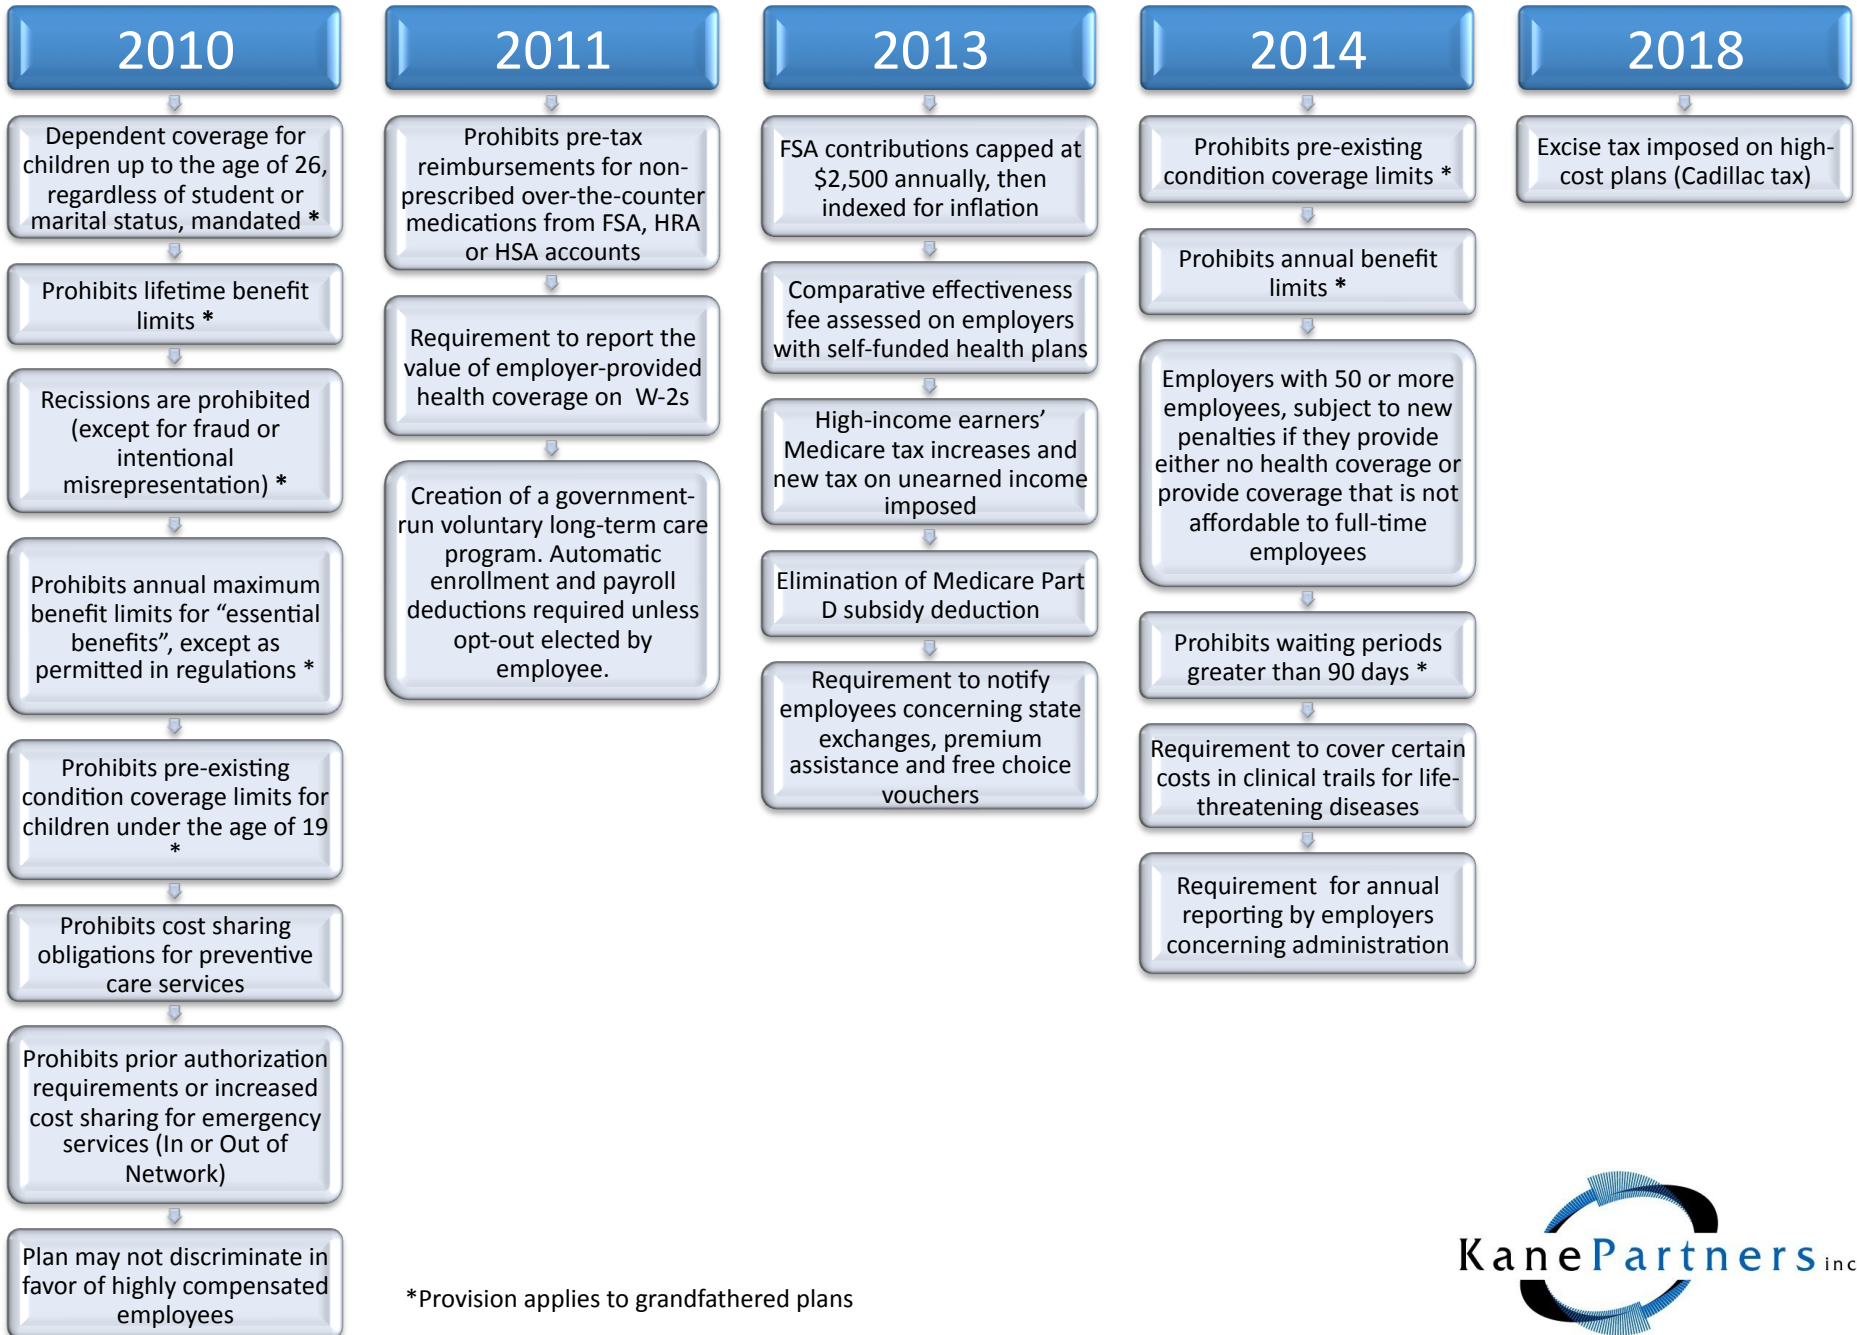 2010
Dependent coverage for
children up to the age of 26,
regardless of student or
marital status, mandated *
Prohibits lifetime benefit
limits *
Recissions are prohibited
(except for fraud or
intentional
misrepresentation) *
Prohibits annual maximum
benefit limits for “essential
benefits”, except as
permitted in regulations *
Prohibits pre-existing
condition coverage limits for
children under the age of 19
*
Prohibits cost sharing
obligations for preventive
care services
Prohibits prior authorization
requirements or increased
cost sharing for emergency
services (In or Out of
Network)
Plan may not discriminate in
favor of highly compensated
employees
2011
Prohibits pre-tax
reimbursements for non-
prescribed over-the-counter
medications from FSA, HRA
or HSA accounts
Requirement to report the
value of employer-provided
health coverage on W-2s
Creation of a government-
run voluntary long-term care
program. Automatic
enrollment and payroll
deductions required unless
opt-out elected by
employee.
2013
FSA contributions capped at
$2,500 annually, then
indexed for inflation
Comparative effectiveness
fee assessed on employers
with self-funded health plans
High-income earners’
Medicare tax increases and
new tax on unearned income
imposed
Elimination of Medicare Part
D subsidy deduction
Requirement to notify
employees concerning state
exchanges, premium
assistance and free choice
vouchers
2014
Prohibits pre-existing
condition coverage limits *
Prohibits annual benefit
limits *
Employers with 50 or more
employees, subject to new
penalties if they provide
either no health coverage or
provide coverage that is not
affordable to full-time
employees
Prohibits waiting periods
greater than 90 days *
Requirement to cover certain
costs in clinical trails for life-
threatening diseases
Requirement for annual
reporting by employers
concerning administration
2018
Excise tax imposed on high-
cost plans (Cadillac tax)
*Provision applies to grandfathered plans
KanePartners inc